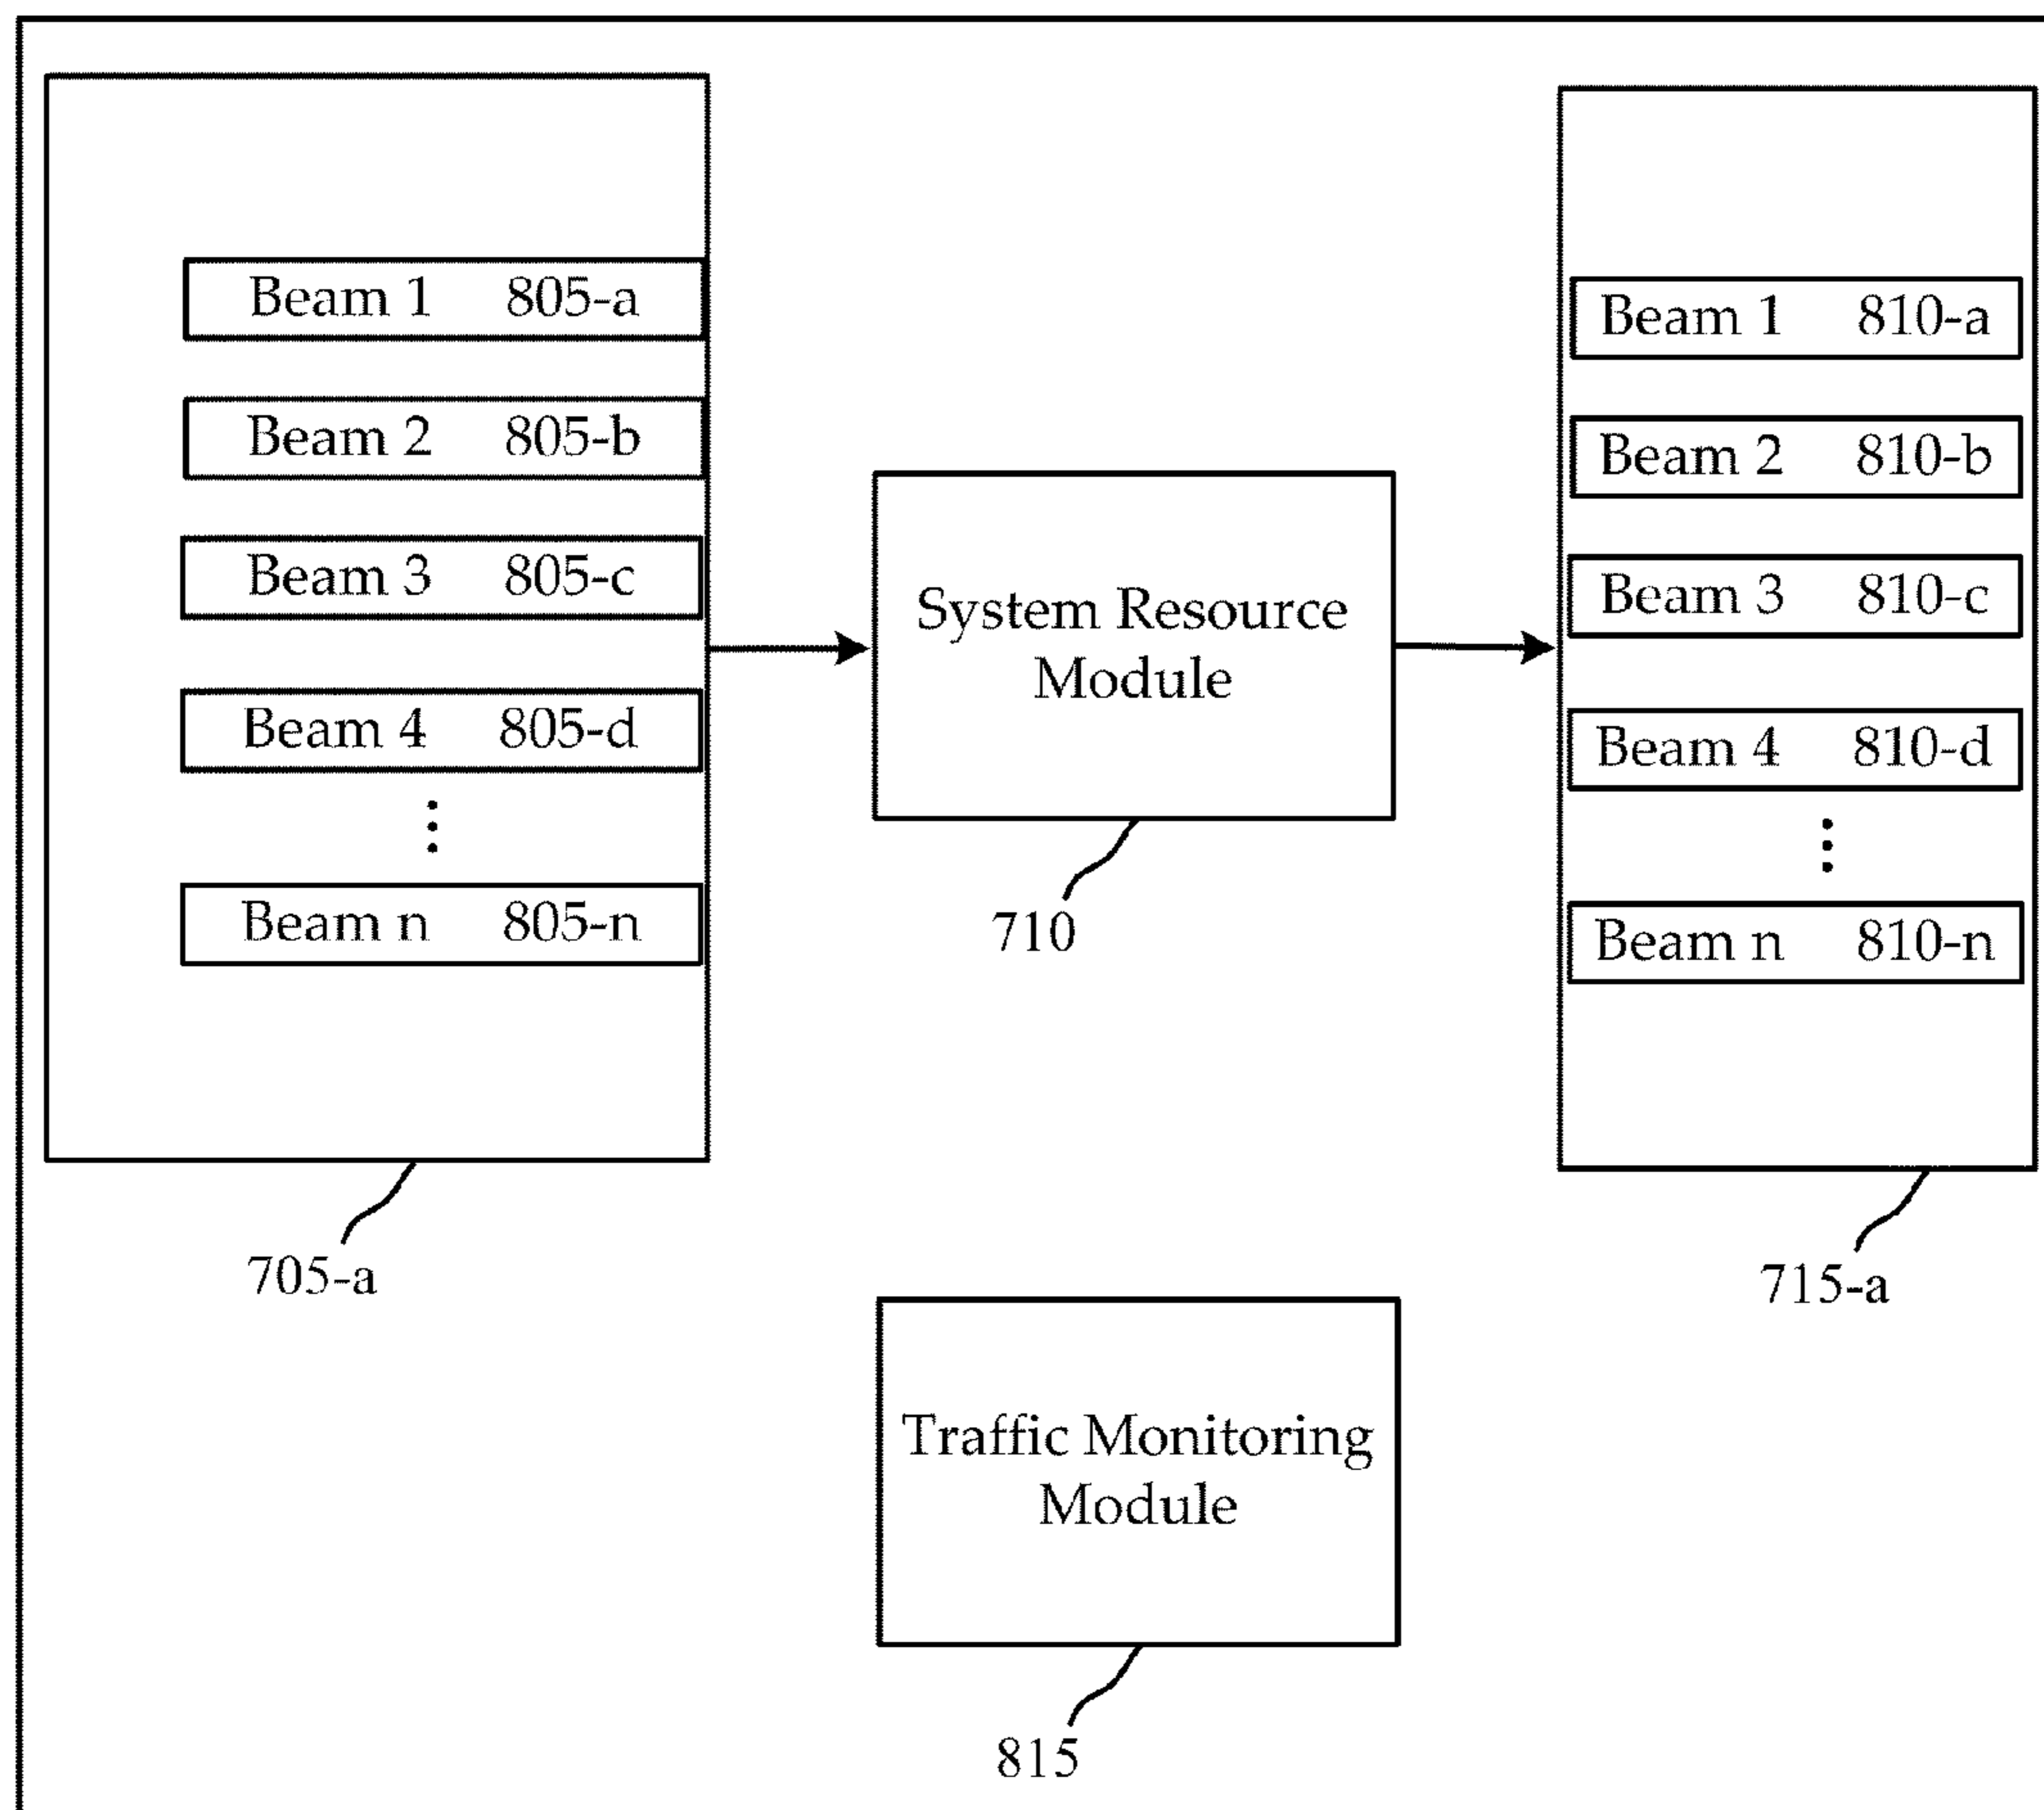 Beam 1 805-a
Beam 2 805-b
Beam 3 805-c
Beam 4 805-d
Beam n 805-n
705-a
System Resource
Module
710
Beam 1 810-a
Beam 2 810-b
Beam 3 810-c
Beam 4 810-d
Beam n 810-n
715-a
Traffic Monitoring
Module
815